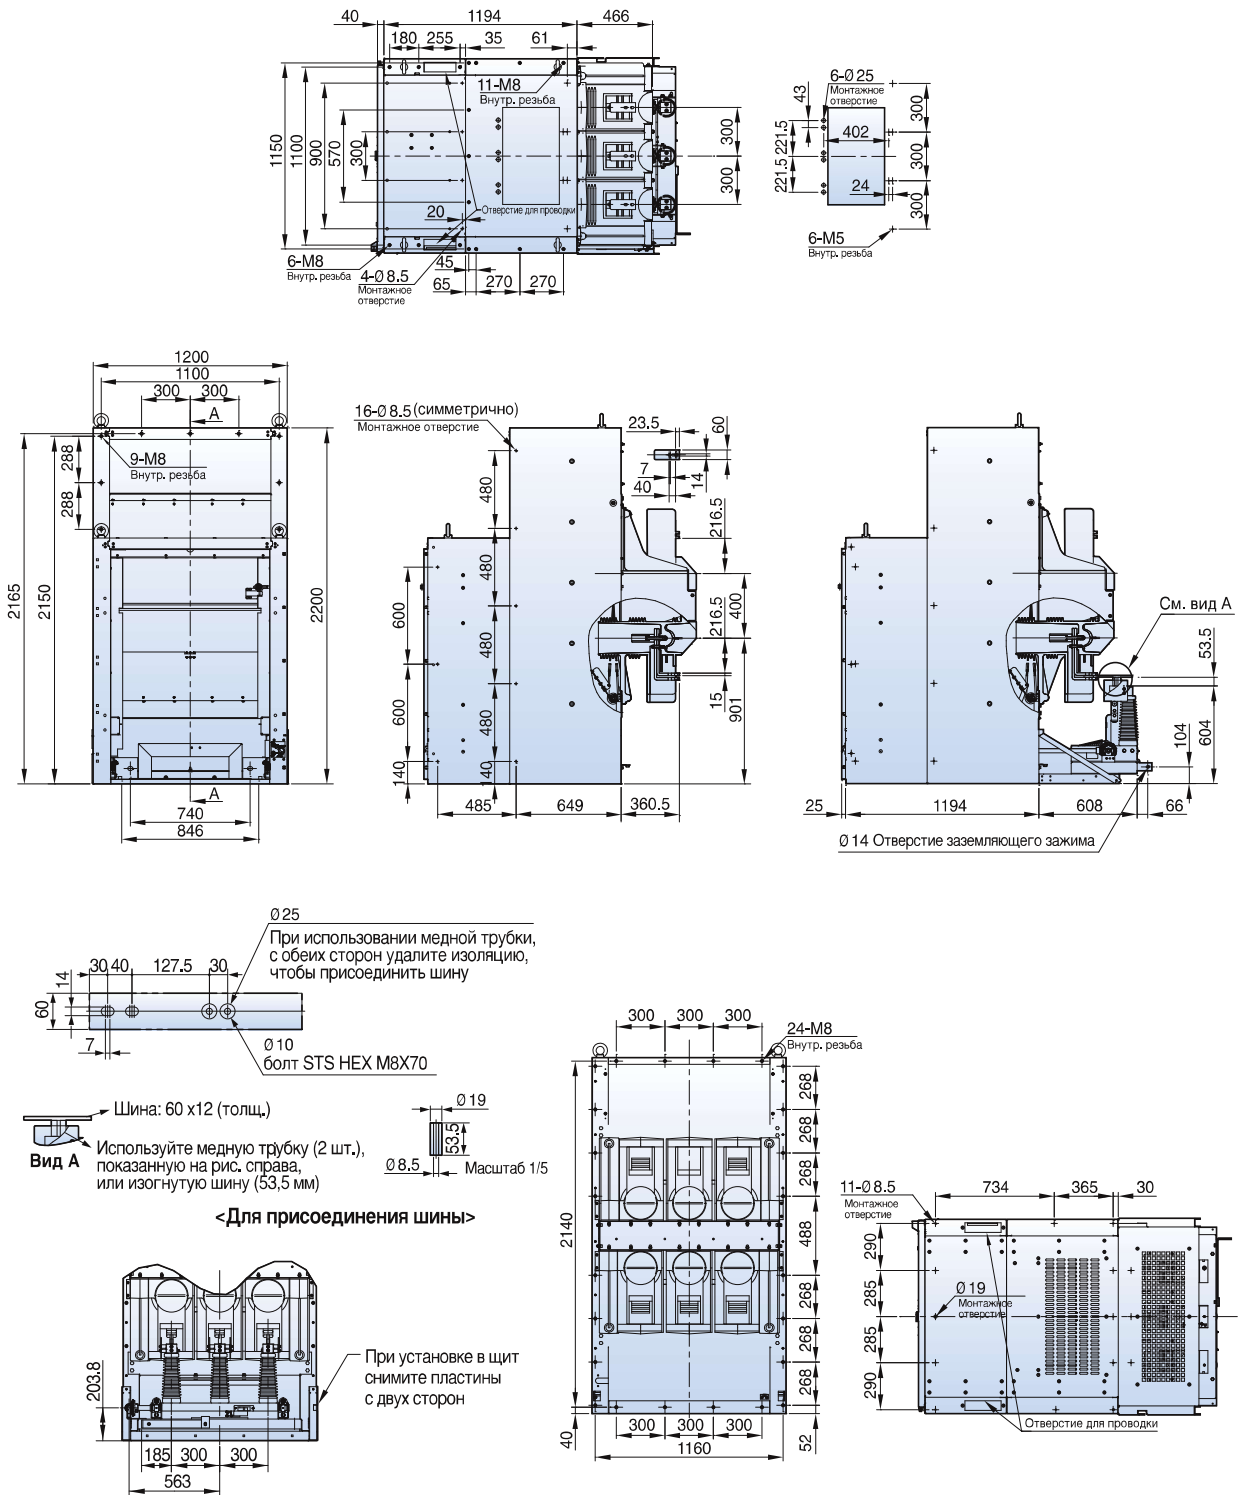 40
1194
466
180
255
35
61
11-M8
Внутр. резьба
1150
1100
900
570
300
300
300
20
Отверстие для проводки
6-M8
Внутр. резьба
4-Ø 8.5
Монтажное
отверстие
45
65
270
270
6-Ø 25
Монтажное
отверстие
43
402
221.5
221.5
24
300
300
300
6-M5
Внутр. резьба
1200
1100
300
300
A
9-M8
Внутр. резьба
288
288
2165
2150
2200
A
740
846
16-Ø 8.5 (симметрично)
Монтажное отверстие
23.5
60
7
40
14
480
480
480
480
140
600
600
140
216.5
400
216.5
15
901
485
649
360.5
См. вид A
53.5
604
104
25
1194
608
66
Ø 14 Отверстие заземляющего зажима
Ø 25
При использовании медной трубки,
с обеих сторон удалите изоляцию,
чтобы присоединить шину
30
40
127.5
30
14
60
7
Ø 10
болт STS HEX M8X70
Шина: 60 x12 (толщ.)
Вид A
Используйте медную трубку (2 шт.),
показанную на рис. справа,
или изогнутую шину (53,5 мм)
Ø 19
53.5
Ø 8.5
Масштаб 1/5
<Для присоединения шины>
203.8
При установке в щит
снимите пластины
с двух сторон
185
300
300
563
300
300
300
24-M8
Внутр. резьба
268
268
268
488
268
268
268
2140
40
300
300
300
52
1160
11-Ø 8.5
Монтажное
отверстие
734
365
30
290
285
285
290
Ø 19
Монтажное
отверстие
Отверстие для проводки